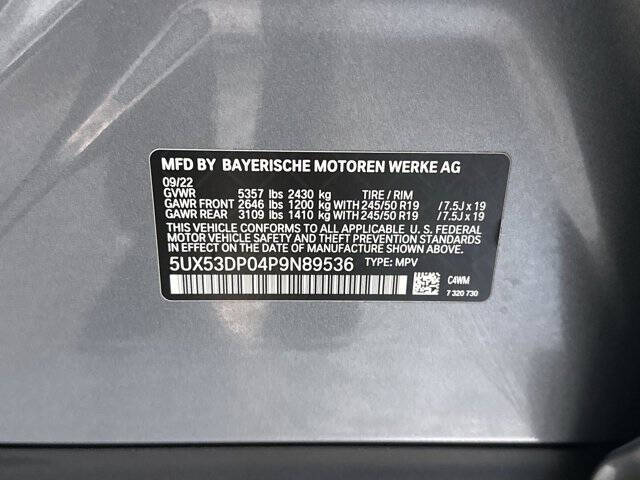 MFD BY BAYERISCHE MOTOREN WERKE AG
09/22
GVWR 5357 lbs 2430 kg TIRE / RIM
GAWR FRONT 2646 lbs 1200 kg WITH 245/50 R19 /7.5J x 19
GAWR REAR 3109 lbs 1410 kg WITH 245/50 R19 /7.5J x 19
THIS VEHICLE CONFORMS TO ALL APPLICABLE U. S. FEDERAL
MOTOR VEHICLE SAFETY AND THEFT PREVENTION
STANDARDS IN EFFECT ON THE DATE OF MANUFACTURE SHOWN ABOVE.
5UX53DP04P9N89536 TYPE: MPV
C4WM
7 320 730